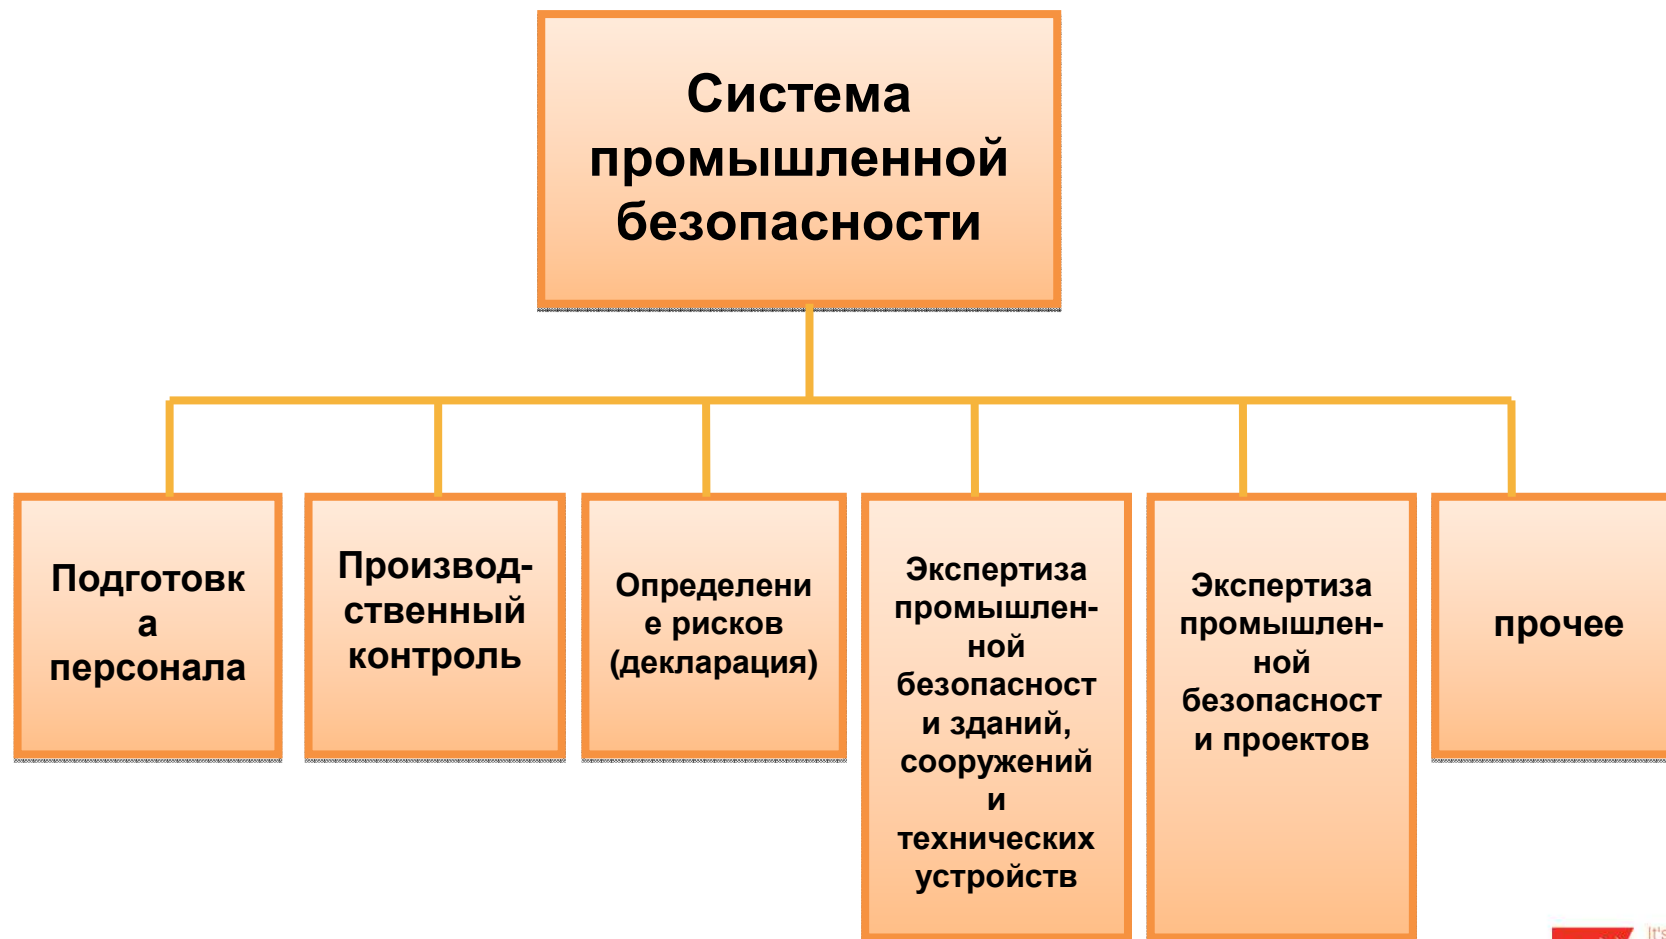 Система
промышленной
безопасности
Подготовк
а
персонала
Производ-
ственный
контроль
Определени
е рисков
(декларация)
Экспертиза
промышлен-
ной
безопасност
и зданий,
сооружений
и
технических
устройств
Экспертиза
промышлен-
ной
безопасност
и проектов
прочее
It's